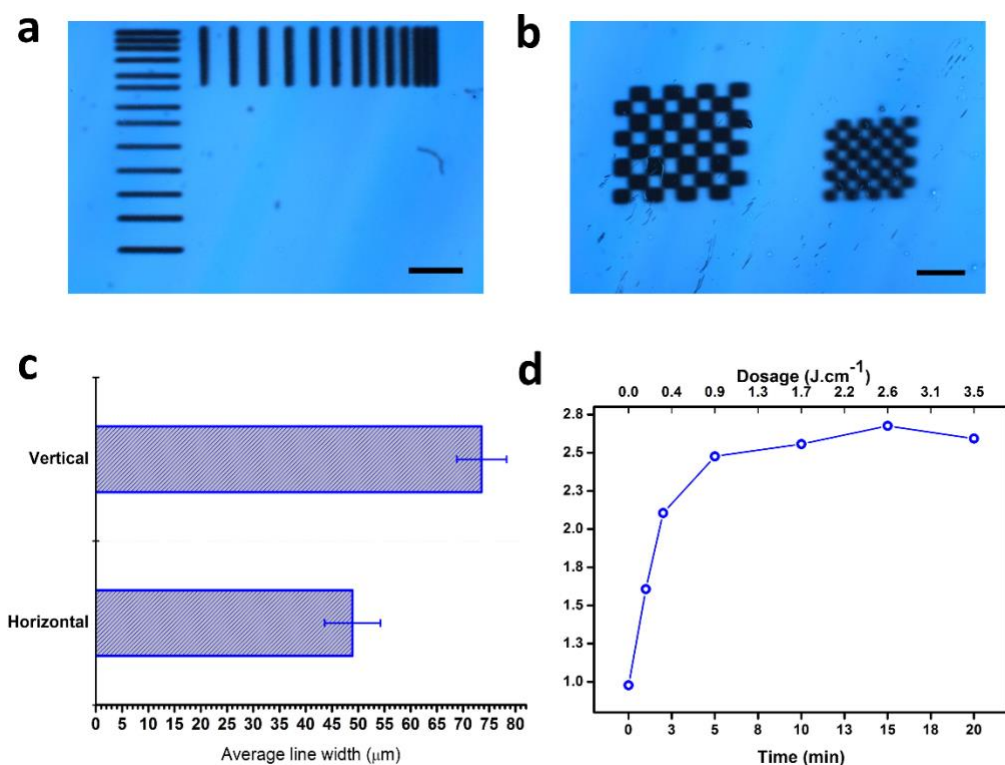 a
b
c
Vertical
Horizontal
0 5 10 15 20 25 30 35 40 45 50 55 60 65 70 75 80
Average line width (μm)
d
Dosage (J.cm⁻¹)
0.0 0.4 0.9 1.3 1.7 2.2 2.6 3.1 3.5
2.8
2.5
2.3
2.0
1.8
1.5
1.3
1.0
0 3 5 8 10 13 15 18 20
Time (min)